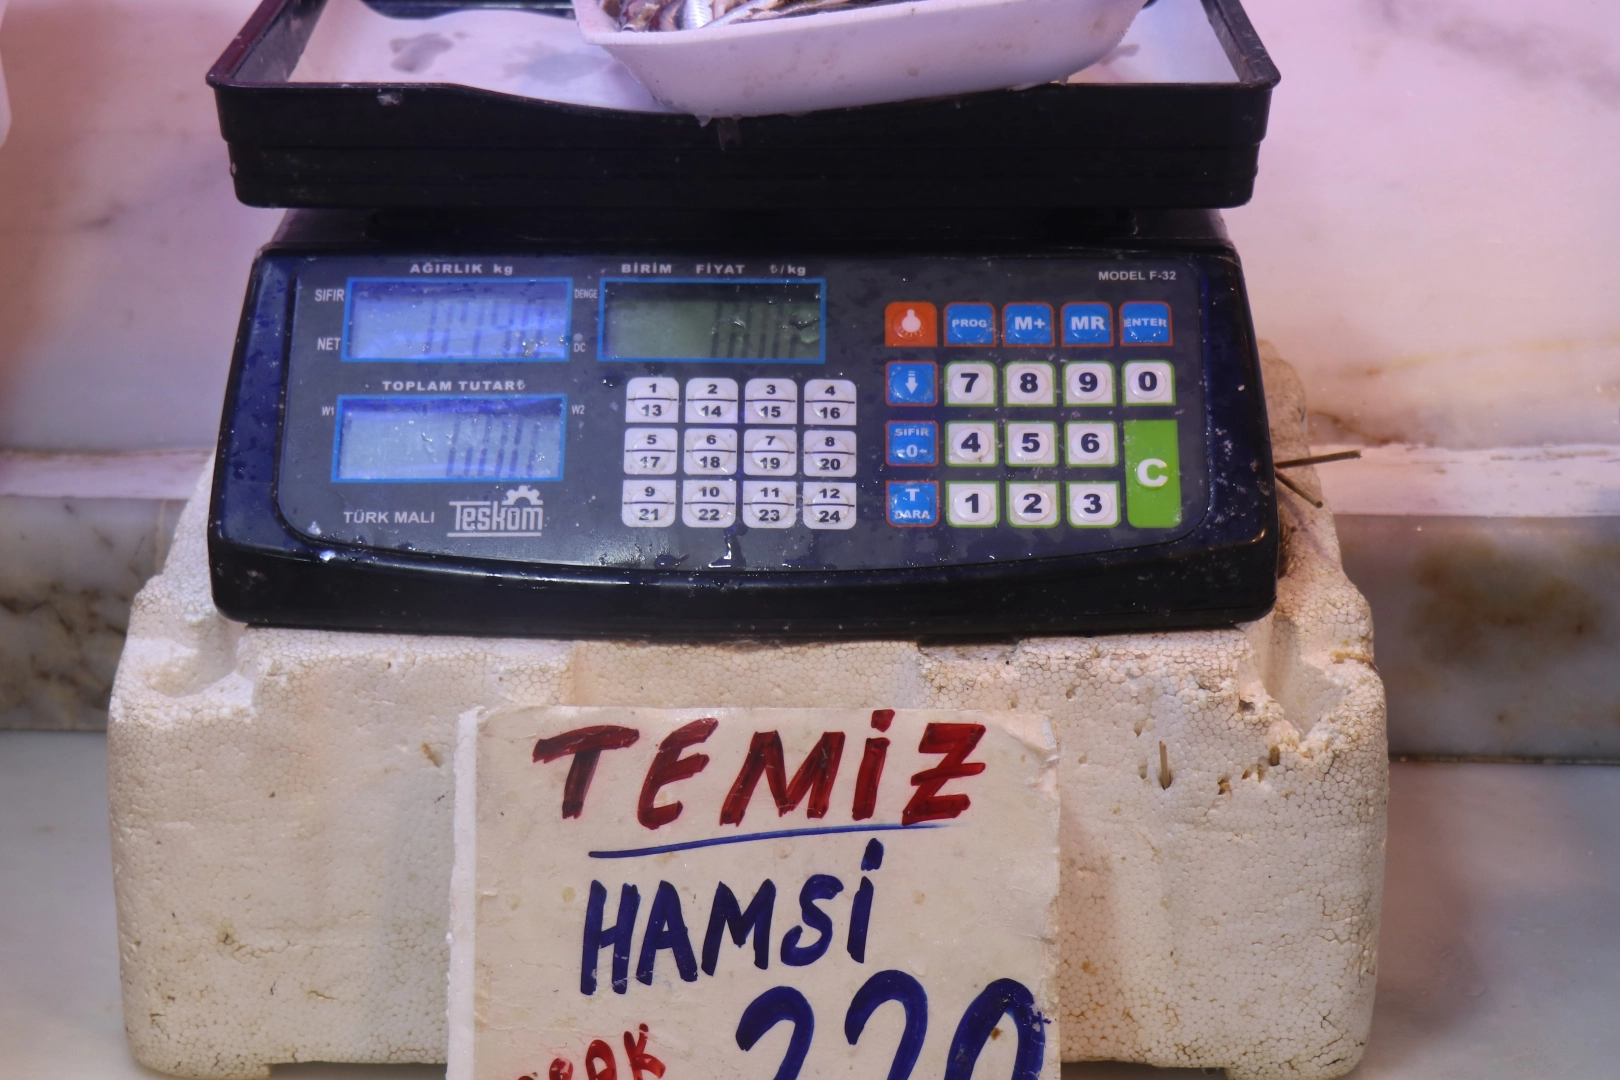 AĞIRLIK kg
BİRİM FİYAT ₺/kg
MODEL F-32
SIFIR
DENGE
NET
DC
PROG M+ MR ENTER
TOPLAM TUTAR₺
W1
W2
1 2 3 4
13 14 15 16
5 6 7 8
17 18 19 20
9 10 11 12
21 22 23 24
7 8 9 0
SIFIR
→0← 4 5 6
C
T
DARA 1 2 3
TÜRK MALI Teskom
TEMİZ
HAMSİ
220